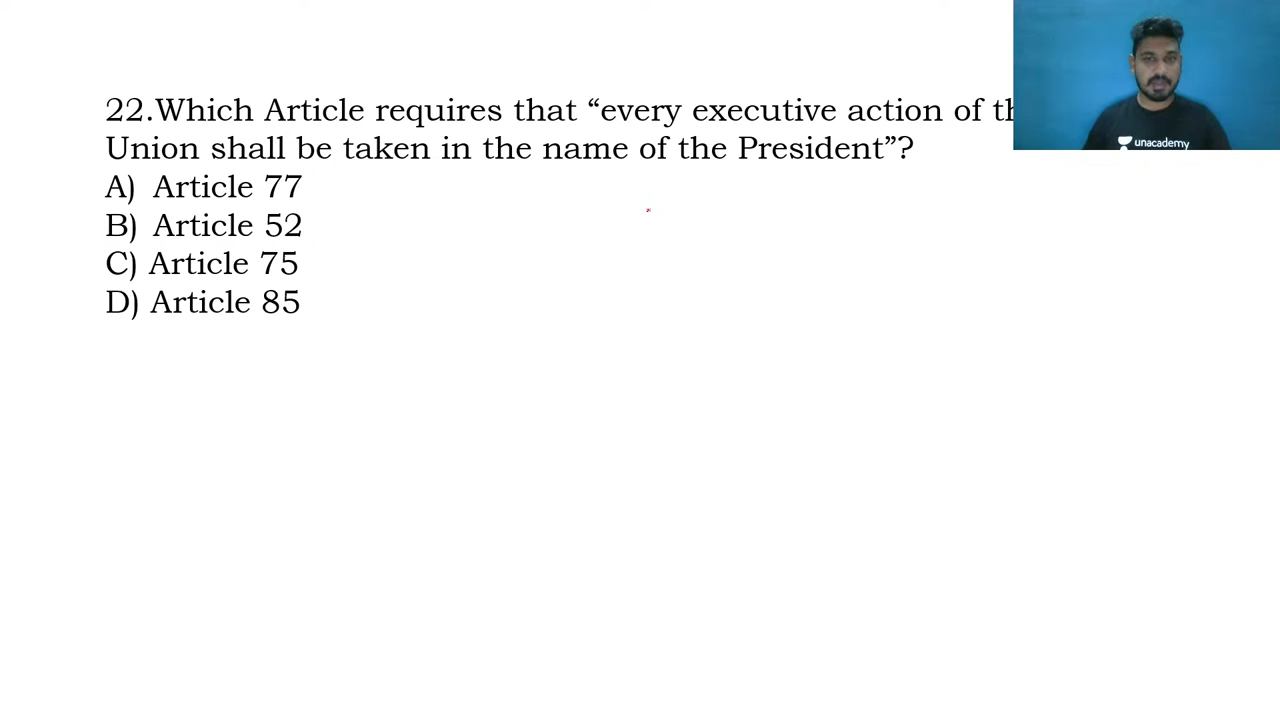 22.Which Article requires that “every executive action of
Union shall be taken in the name of the President”?
A) Article 77
B) Article 52
C) Article 75
D) Article 85
unacademy